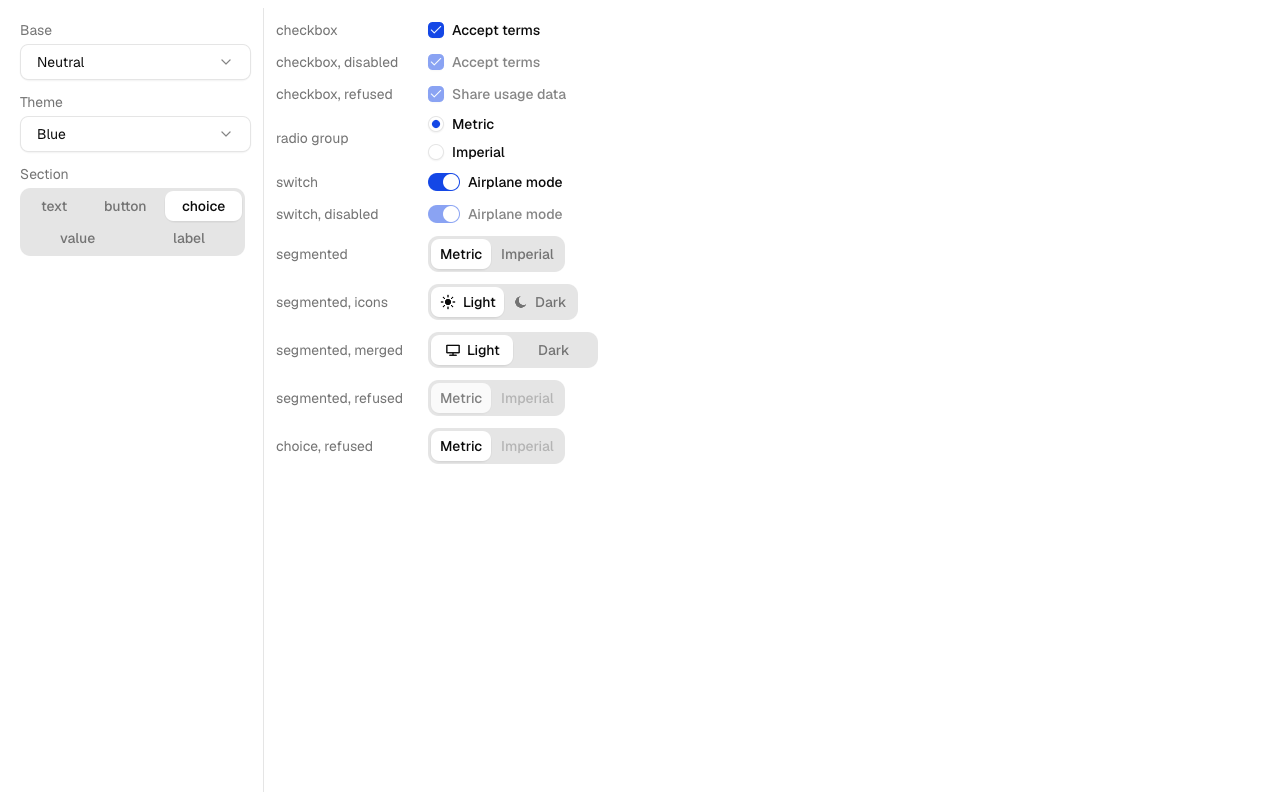 Base
Neutral
Theme
Blue
Section
text button choice
value label
checkbox Accept terms
checkbox, disabled Accept terms
checkbox, refused Share usage data
radio group
Metric
Imperial
switch Airplane mode
switch, disabled Airplane mode
segmented Metric Imperial
segmented, icons Light Dark
segmented, merged Light Dark
segmented, refused Metric Imperial
choice, refused Metric Imperial